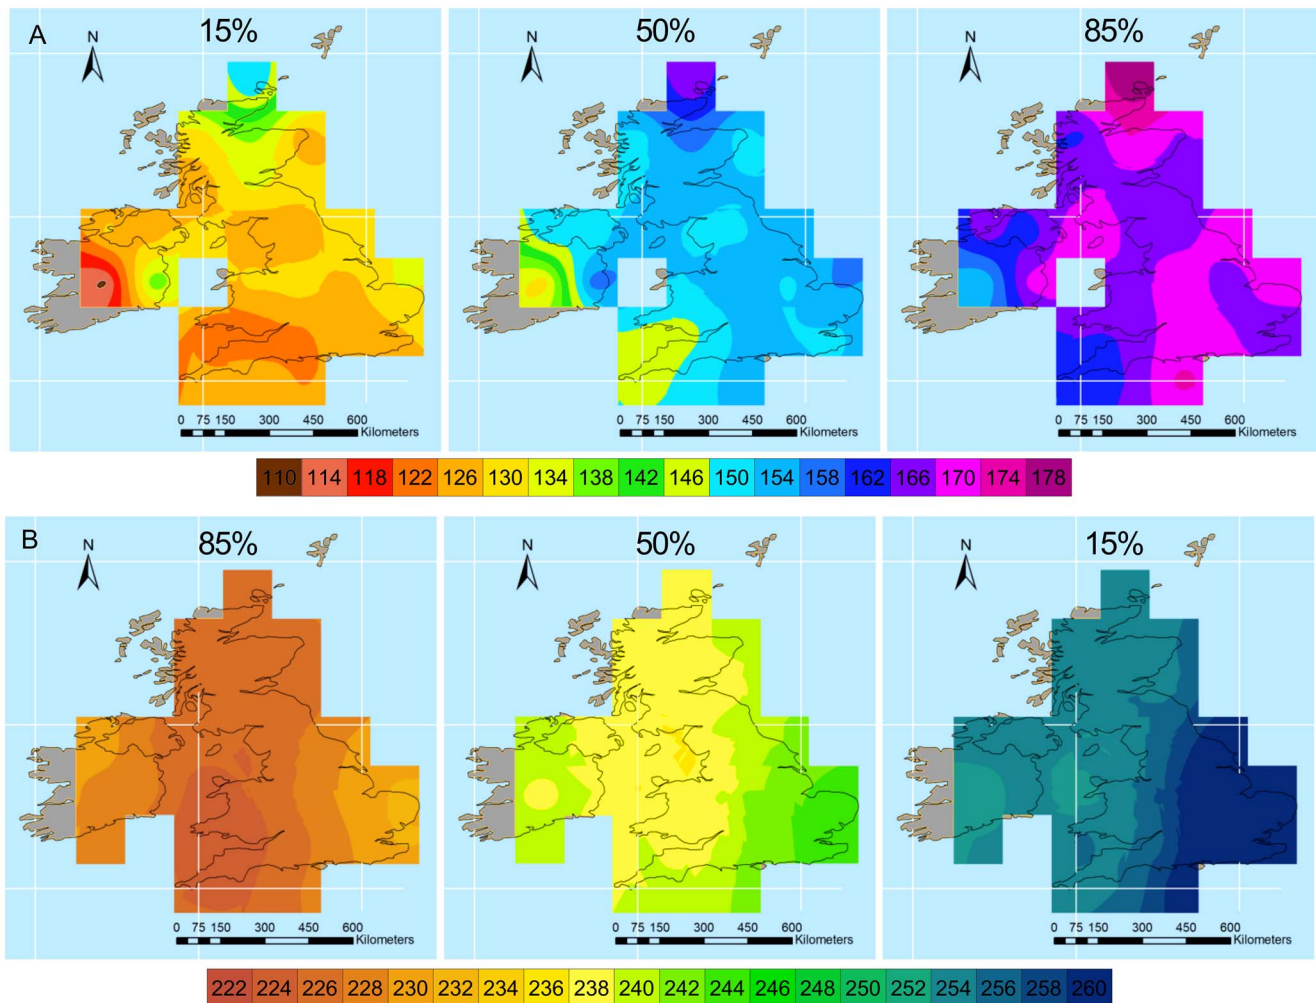 A 15% 50% 85%
N N N
0 75 150 300 450 600 Kilometers
0 75 150 300 450 600 Kilometers
0 75 150 300 450 600 Kilometers
110 114 118 122 126 130 134 138 142 146 150 154 158 162 166 170 174 178
B 85% 50% 15%
N N N
0 75 150 300 450 600 Kilometers
0 75 150 300 450 600 Kilometers
0 75 150 300 450 600 Kilometers
222 224 226 228 230 232 234 236 238 240 242 244 246 248 250 252 254 256 258 260